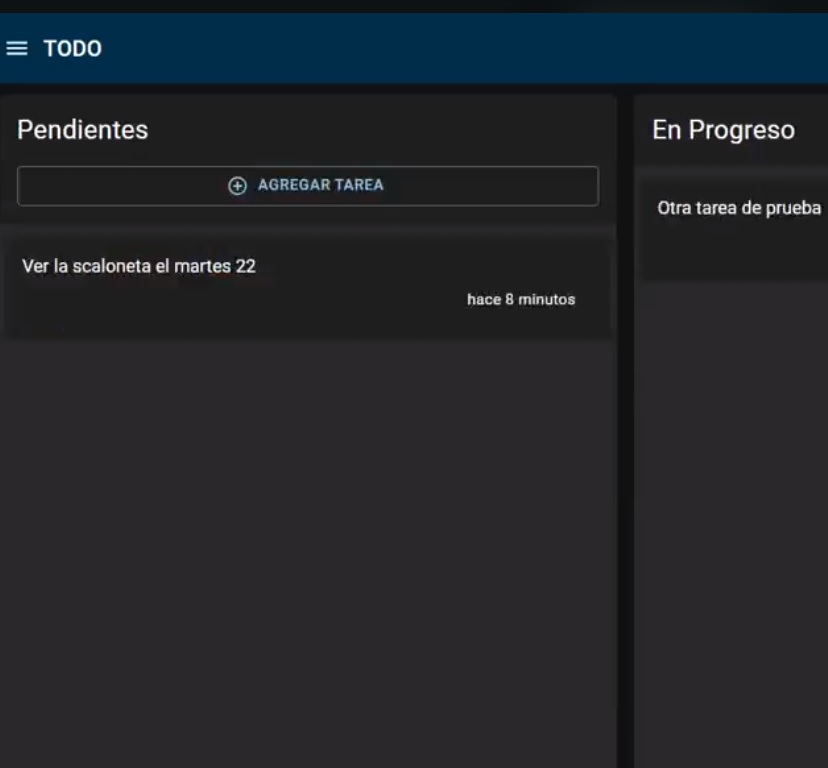 TODO
Pendientes
AGREGAR TAREA
Ver la scaloneta el martes 22
hace 8 minutos
En Progreso
Otra tarea de prueba